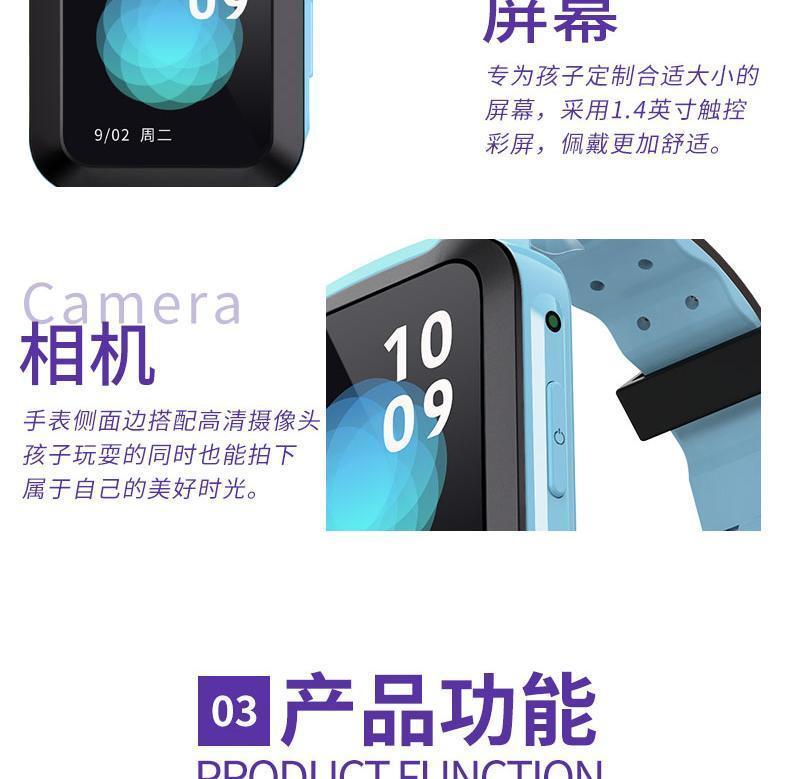 09
屏幕
专为孩子定制合适大小的
屏幕，采用1.4英寸触控
彩屏，佩戴更加舒适。
9/02 周二
Camera
相机
手表侧面边搭配高清摄像头
孩子玩耍的同时也能拍下
属于自己的美好时光。
10
09
03 产品功能
PRODUCT FUNCTION